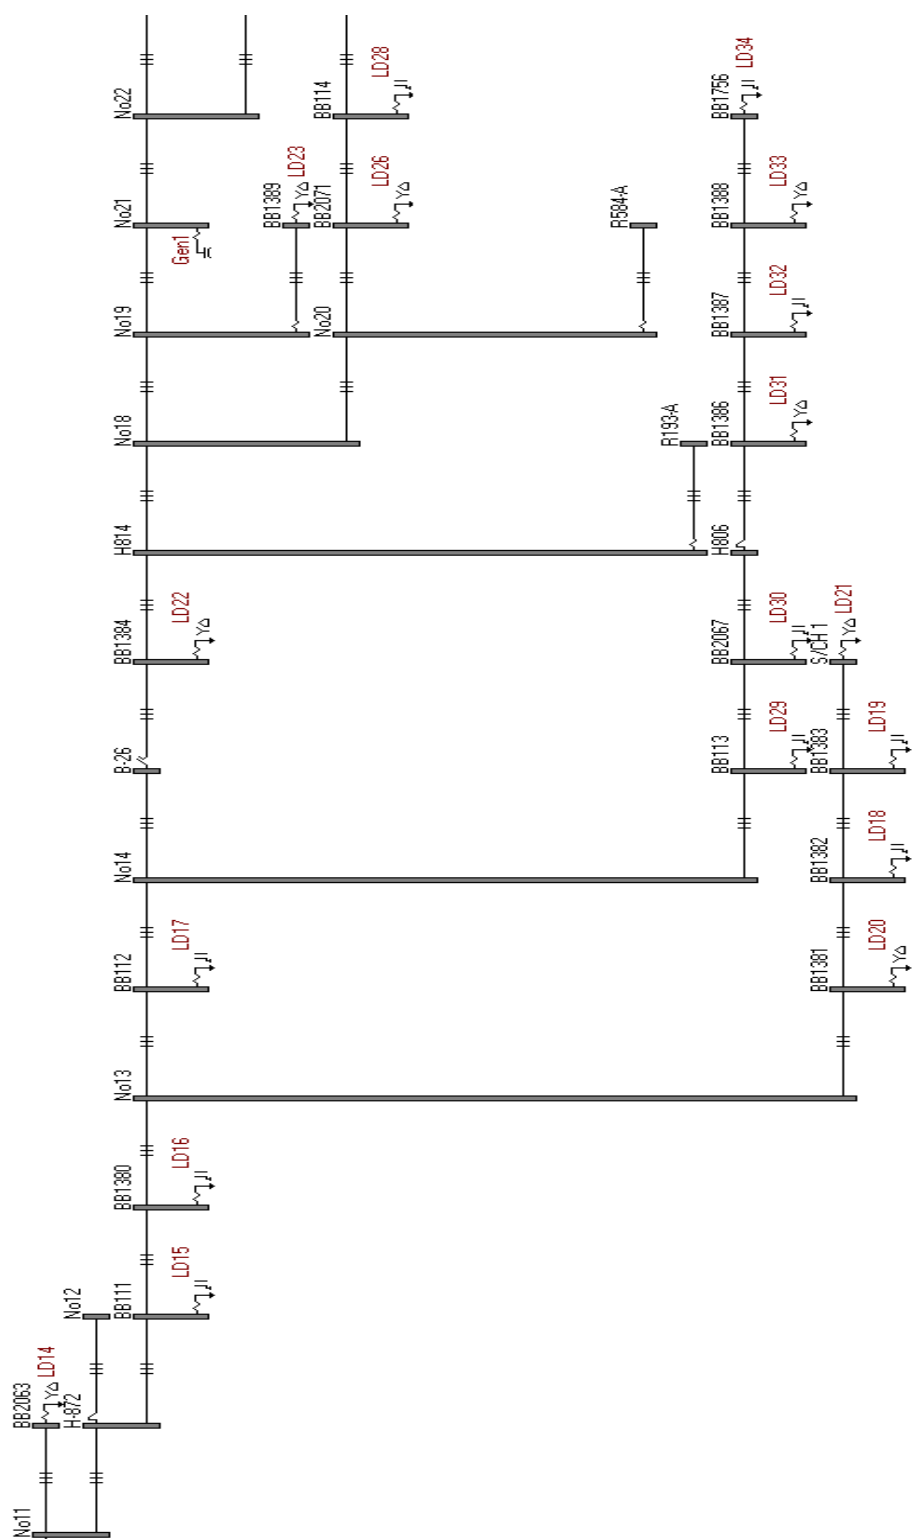 No22
BB114
LD28
BB1756
LD34
No21
Gen1
BB1389
LD23
BB2071
LD26
R584-A
BB1388
LD33
No19
No20
BB1387
LD32
No18
R193-A
BB1386
LD31
H814
H806
BB1384
LD22
BB2067
LD30
S/CH1
LD21
B-26
BB113
LD29
BB1383
LD19
No14
BB1382
LD18
BB112
LD17
BB1381
LD20
No13
BB1380
LD16
No12
BB111
LD15
BB2063
LD14
H-872
No11